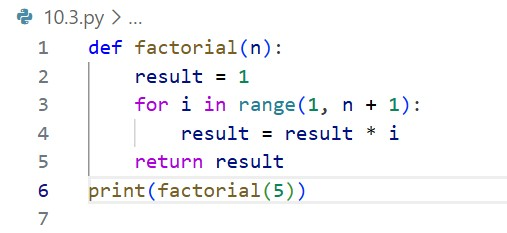 10.3.py > ...
1 def factorial(n):
2     result = 1
3     for i in range(1, n + 1):
4         result = result * i
5     return result
6 print(factorial(5))
7